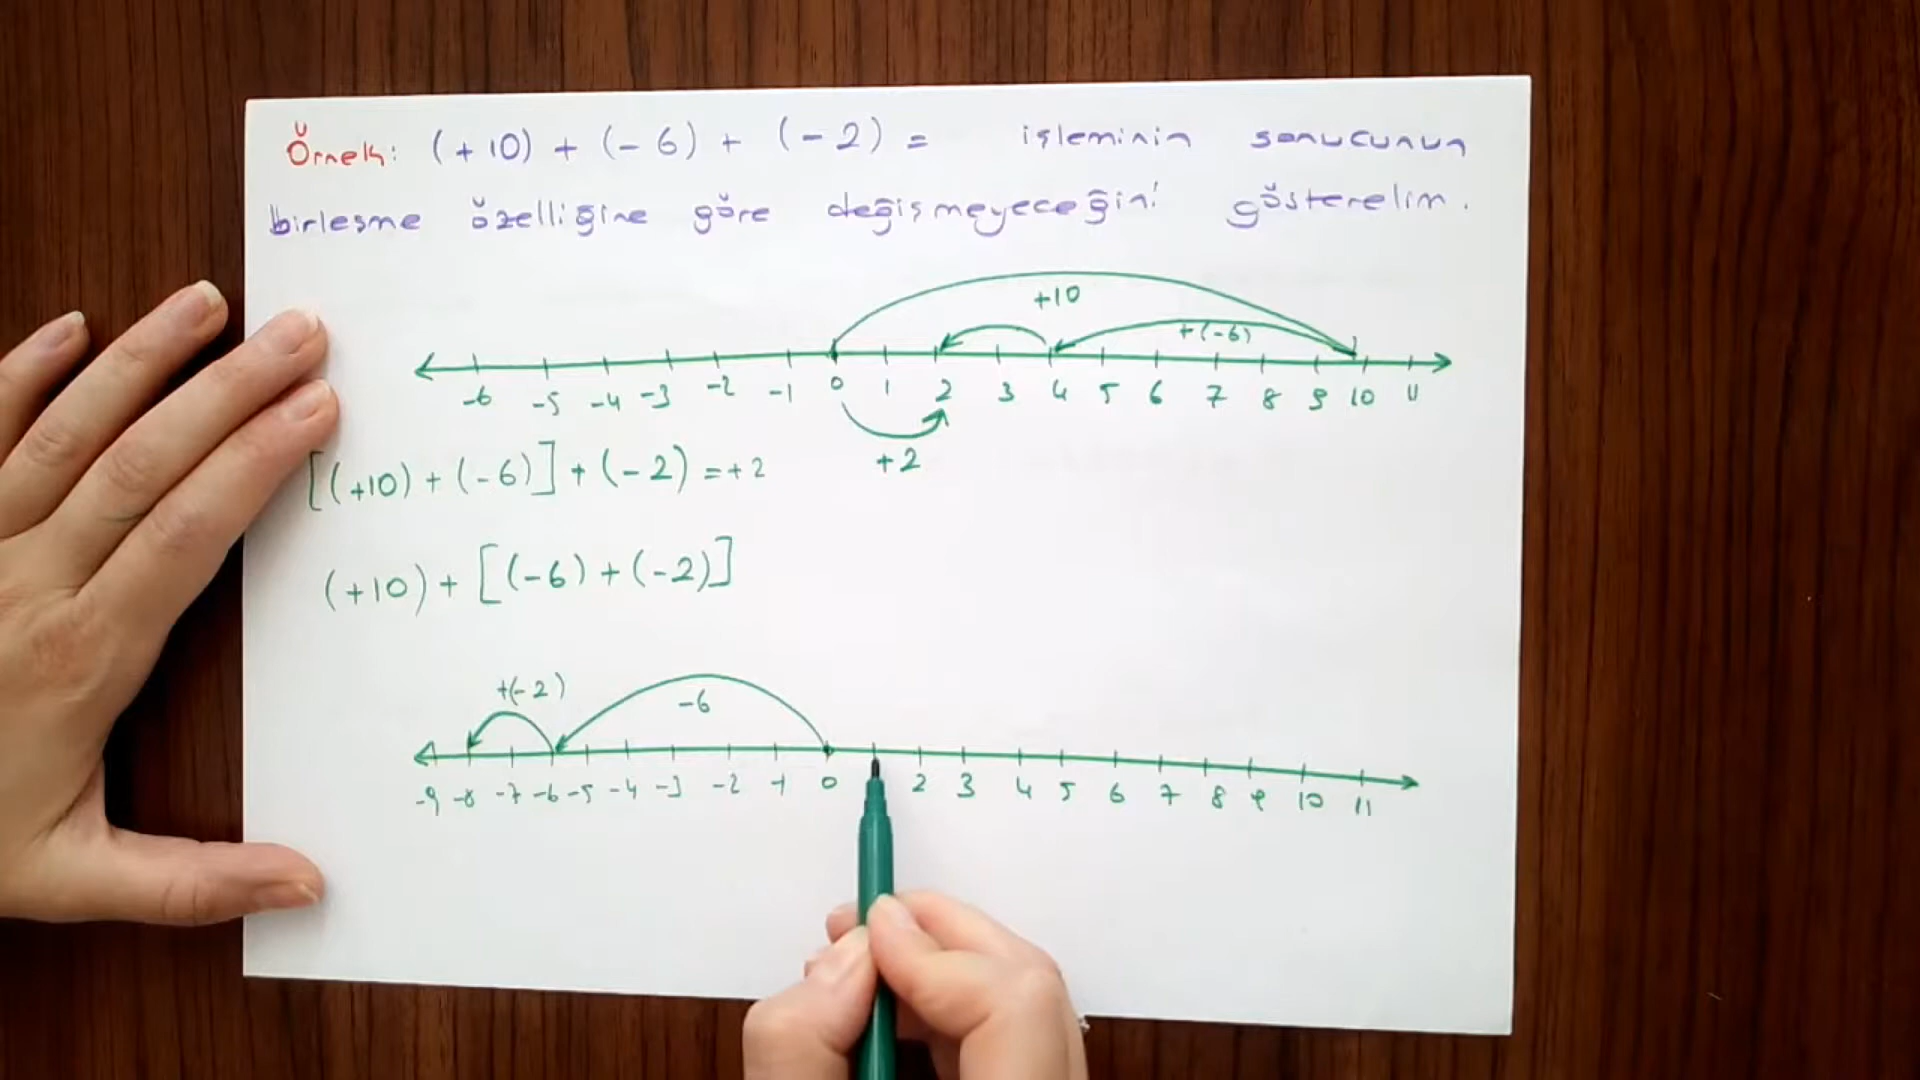 Örnek: (+10) + (-6) + (-2) = işleminin sonucunun
birleşme özelliğine göre değişmeyeceğini gösterelim.
+10
+(-6)
-6 -5 -4 -3 -2 -1 0 1 2 3 4 5 6 7 8 9 10 11
+2
[(+10) + (-6)] + (-2) = +2
(+10) + [(-6) + (-2)]
+(-2) -6
-9 -8 -7 -6 -5 -4 -3 -2 -1 0 2 3 4 5 6 7 8 9 10 11